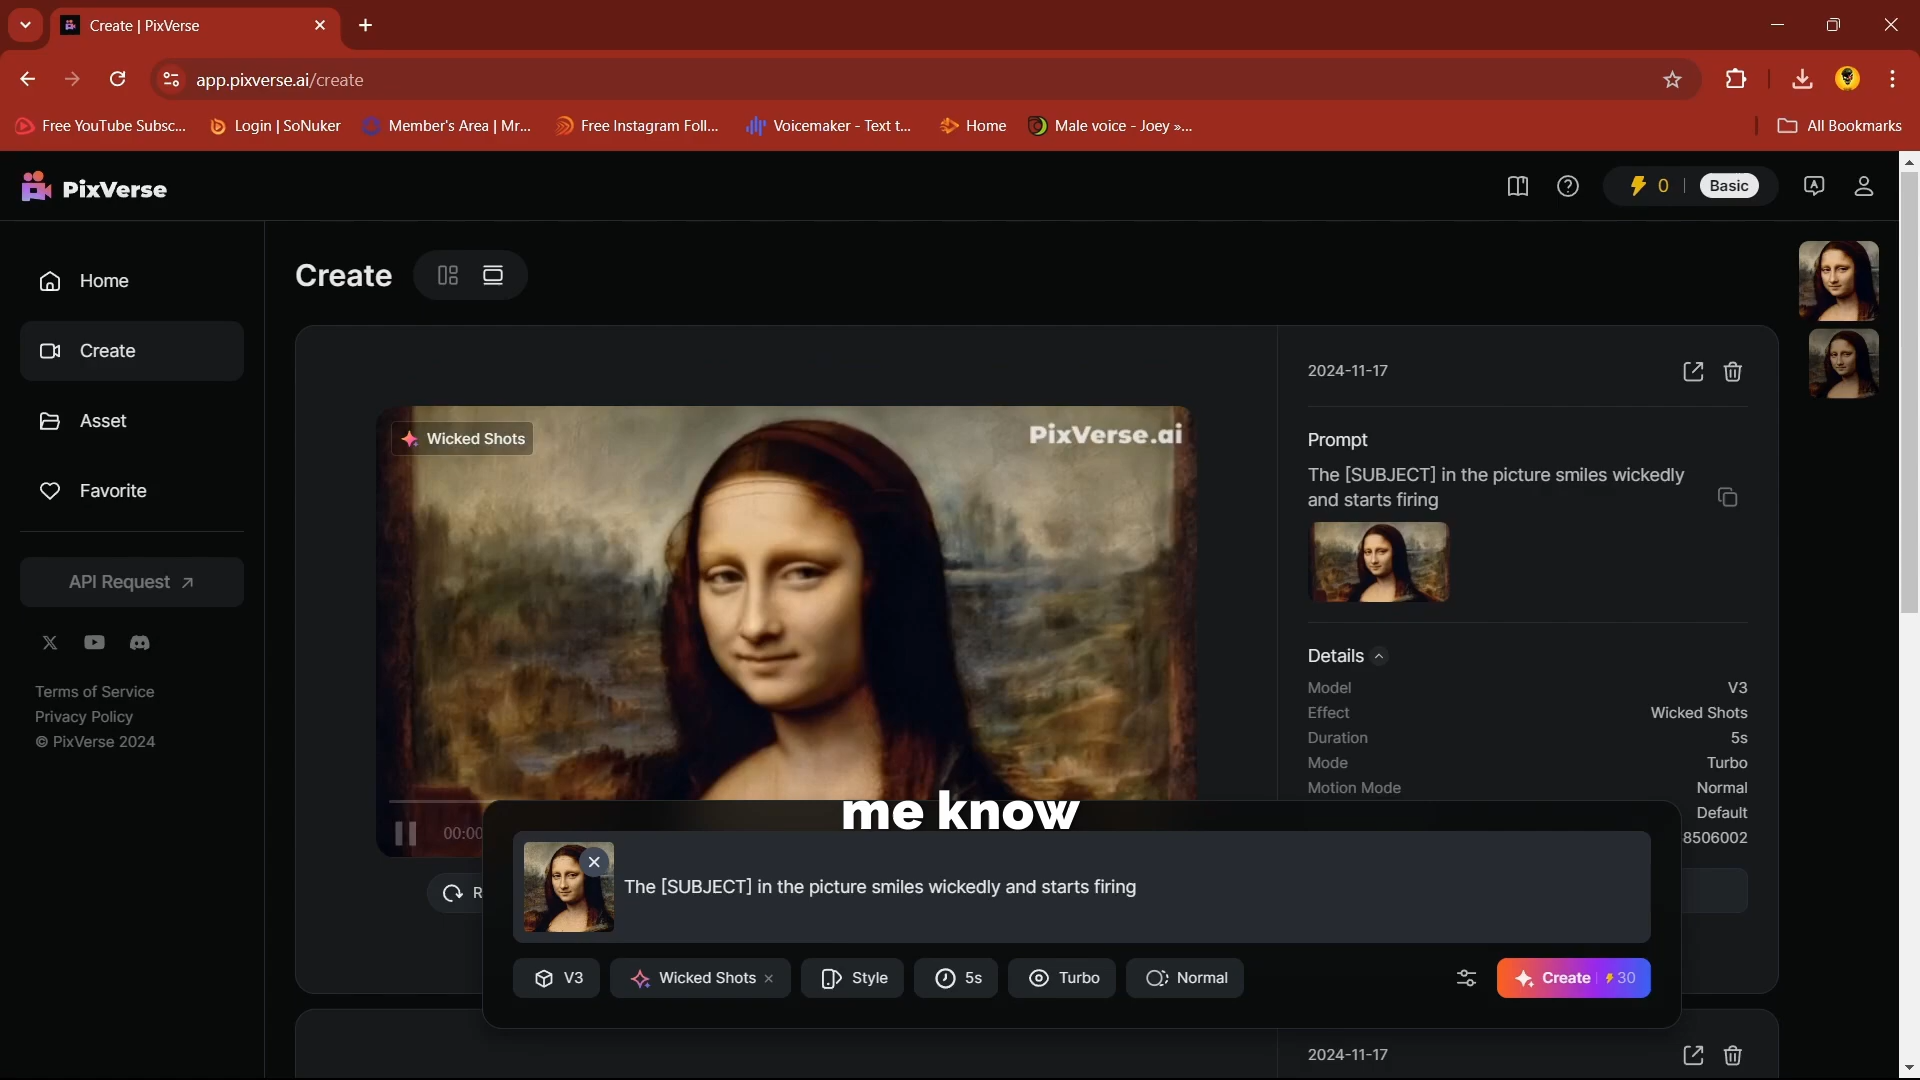 Create | PixVerse
app.pixverse.ai/create
Free YouTube Subsc...
Login | SoNuker
Member's Area | Mr...
Free Instagram Foll...
Voicemaker - Text t...
Home
Male voice - Joey »...
All Bookmarks
PixVerse
0
Basic
Home
Create
Asset
Favorite
API Request
Terms of Service
Privacy Policy
© PixVerse 2024
Create
Wicked Shots
PixVerse.ai
00:00
R
2024-11-17
Prompt
The [SUBJECT] in the picture smiles wickedly
and starts firing
Details
Model V3
Effect Wicked Shots
Duration 5s
Mode Turbo
Motion Mode Normal
Default
8506002
me know
The [SUBJECT] in the picture smiles wickedly and starts firing
V3
Wicked Shots
Style
5s
Turbo
Normal
Create 30
2024-11-17